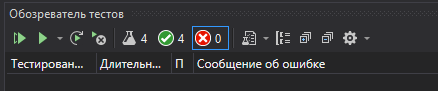 Обозреватель тестов
4 4 0
Тестирован... Длительн... П Сообщение об ошибке